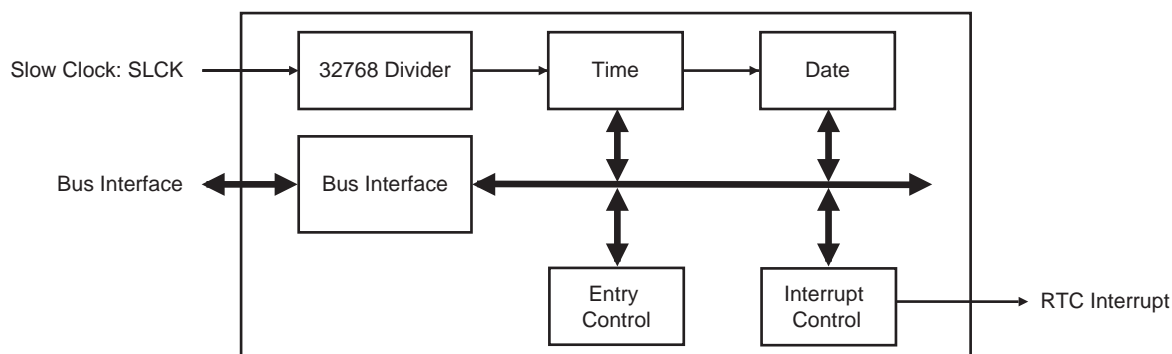 Slow Clock: SLCK
32768 Divider
Time
Date
Bus Interface
Bus Interface
Entry
Control
Interrupt
Control
RTC Interrupt